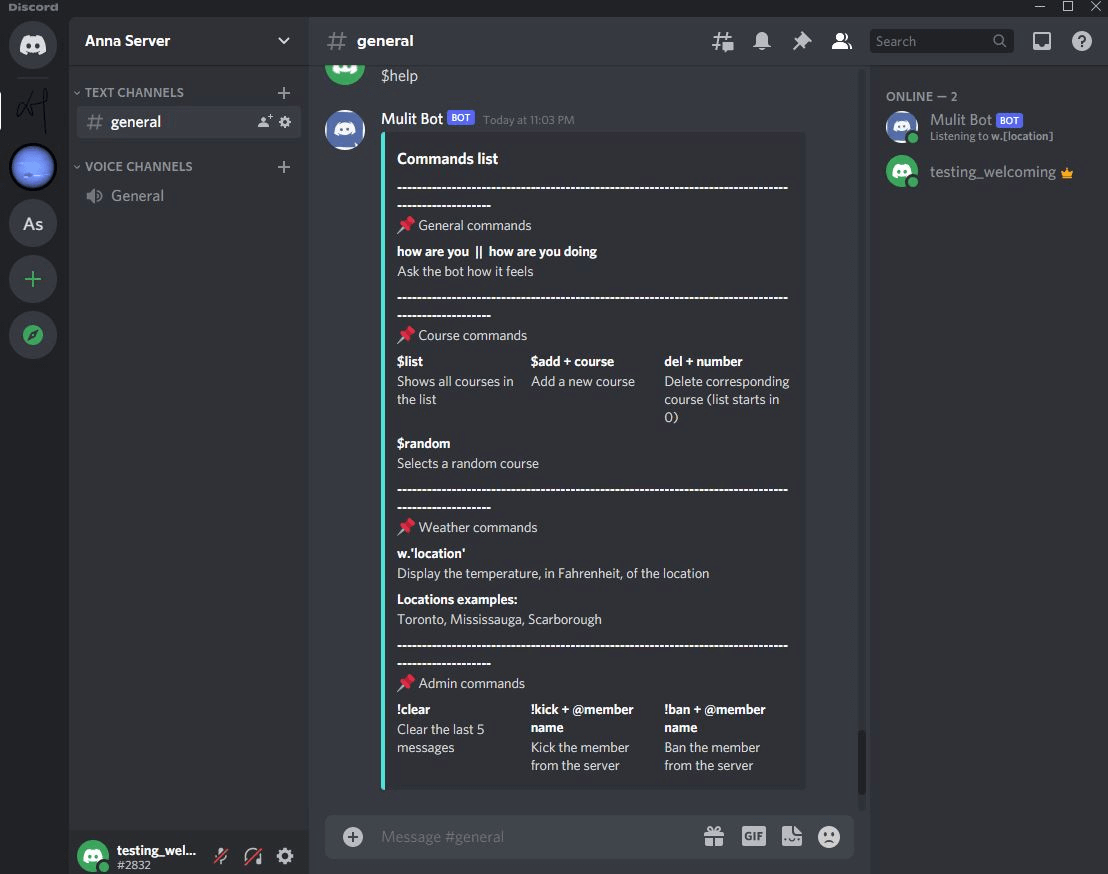 Discord
Anna Server
general
Search
TEXT CHANNELS
general
VOICE CHANNELS
General
As
$help
Mulit Bot BOT Today at 11:03 PM
Commands list
------------------------------------------------------------------------------
-------------------
General commands
how are you || how are you doing
Ask the bot how it feels
------------------------------------------------------------------------------
-------------------
Course commands
$list $add + course del + number
Shows all courses in Add a new course Delete corresponding
the list course (list starts in
0)
$random
Selects a random course
------------------------------------------------------------------------------
-------------------
Weather commands
w.'location'
Display the temperature, in Fahrenheit, of the location
Locations examples:
Toronto, Mississauga, Scarborough
------------------------------------------------------------------------------
-------------------
Admin commands
!clear !kick + @member !ban + @member
name name
Clear the last 5
messages
Kick the member Ban the member
from the server from the server
Message #general
GIF
ONLINE — 2
Mulit Bot BOT
Listening to w.[location]
testing_welcoming
testing_wel...
#2832